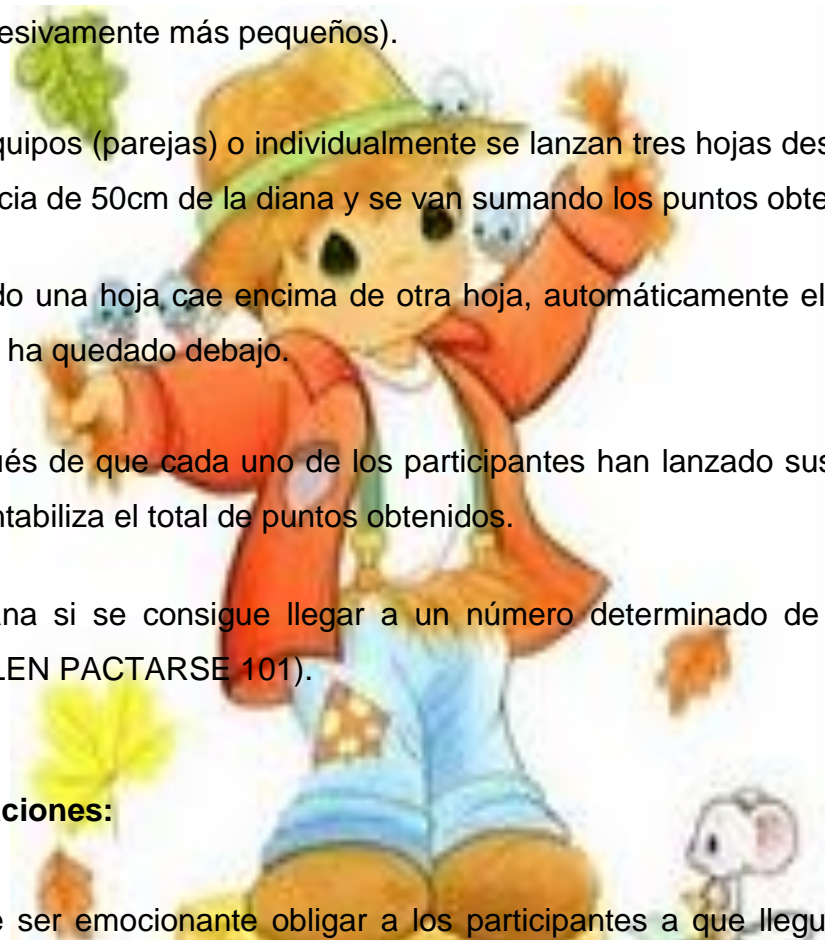 esivamente más pequeños).
quipos (parejas) o individualmente se lanzan tres hojas des
cia de 50cm de la diana y se van sumando los puntos obte
do una hoja cae encima de otra hoja, automáticamente el
ha quedado debajo.
ués de que cada uno de los participantes han lanzado sus
ntabiliza el total de puntos obtenidos.
ana si se consigue llegar a un número determinado de
LEN PACTARSE 101).
aciones:
e ser emocionante obligar a los participantes a que llegu